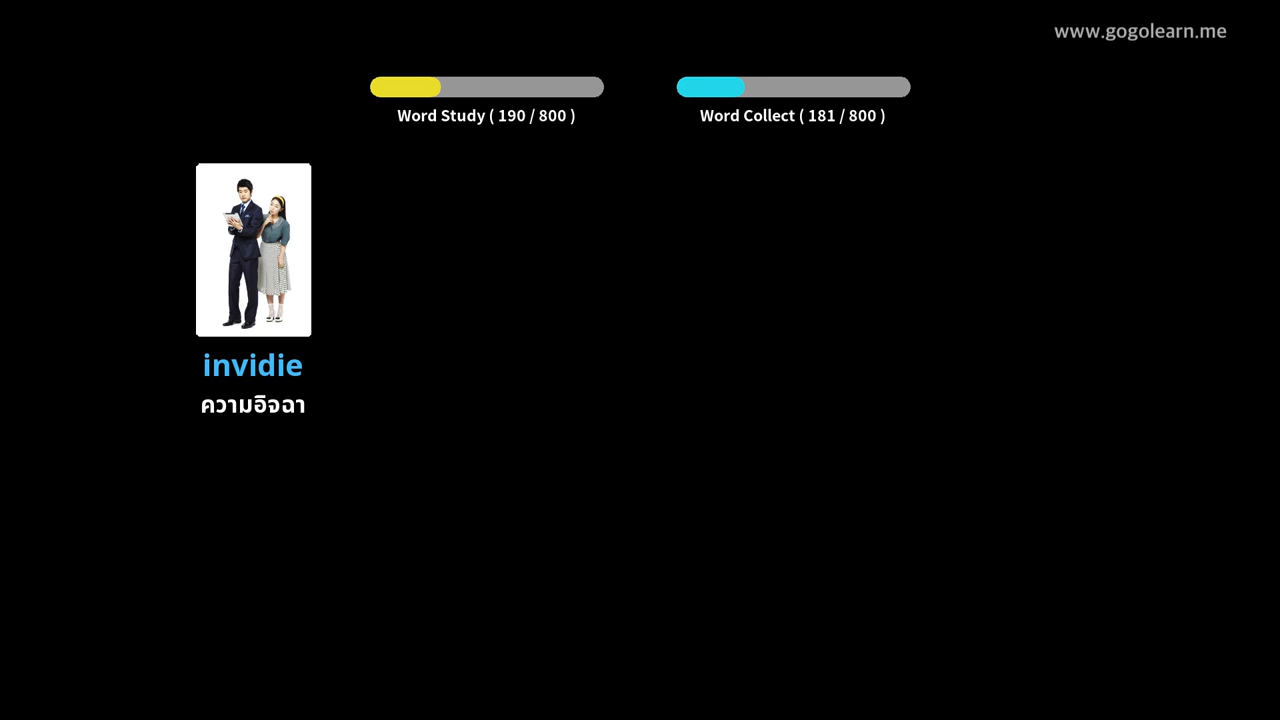 www.gogolearn.me
Word Study ( 190 / 800 )
Word Collect ( 181 / 800 )
invidie
ความอิจฉา